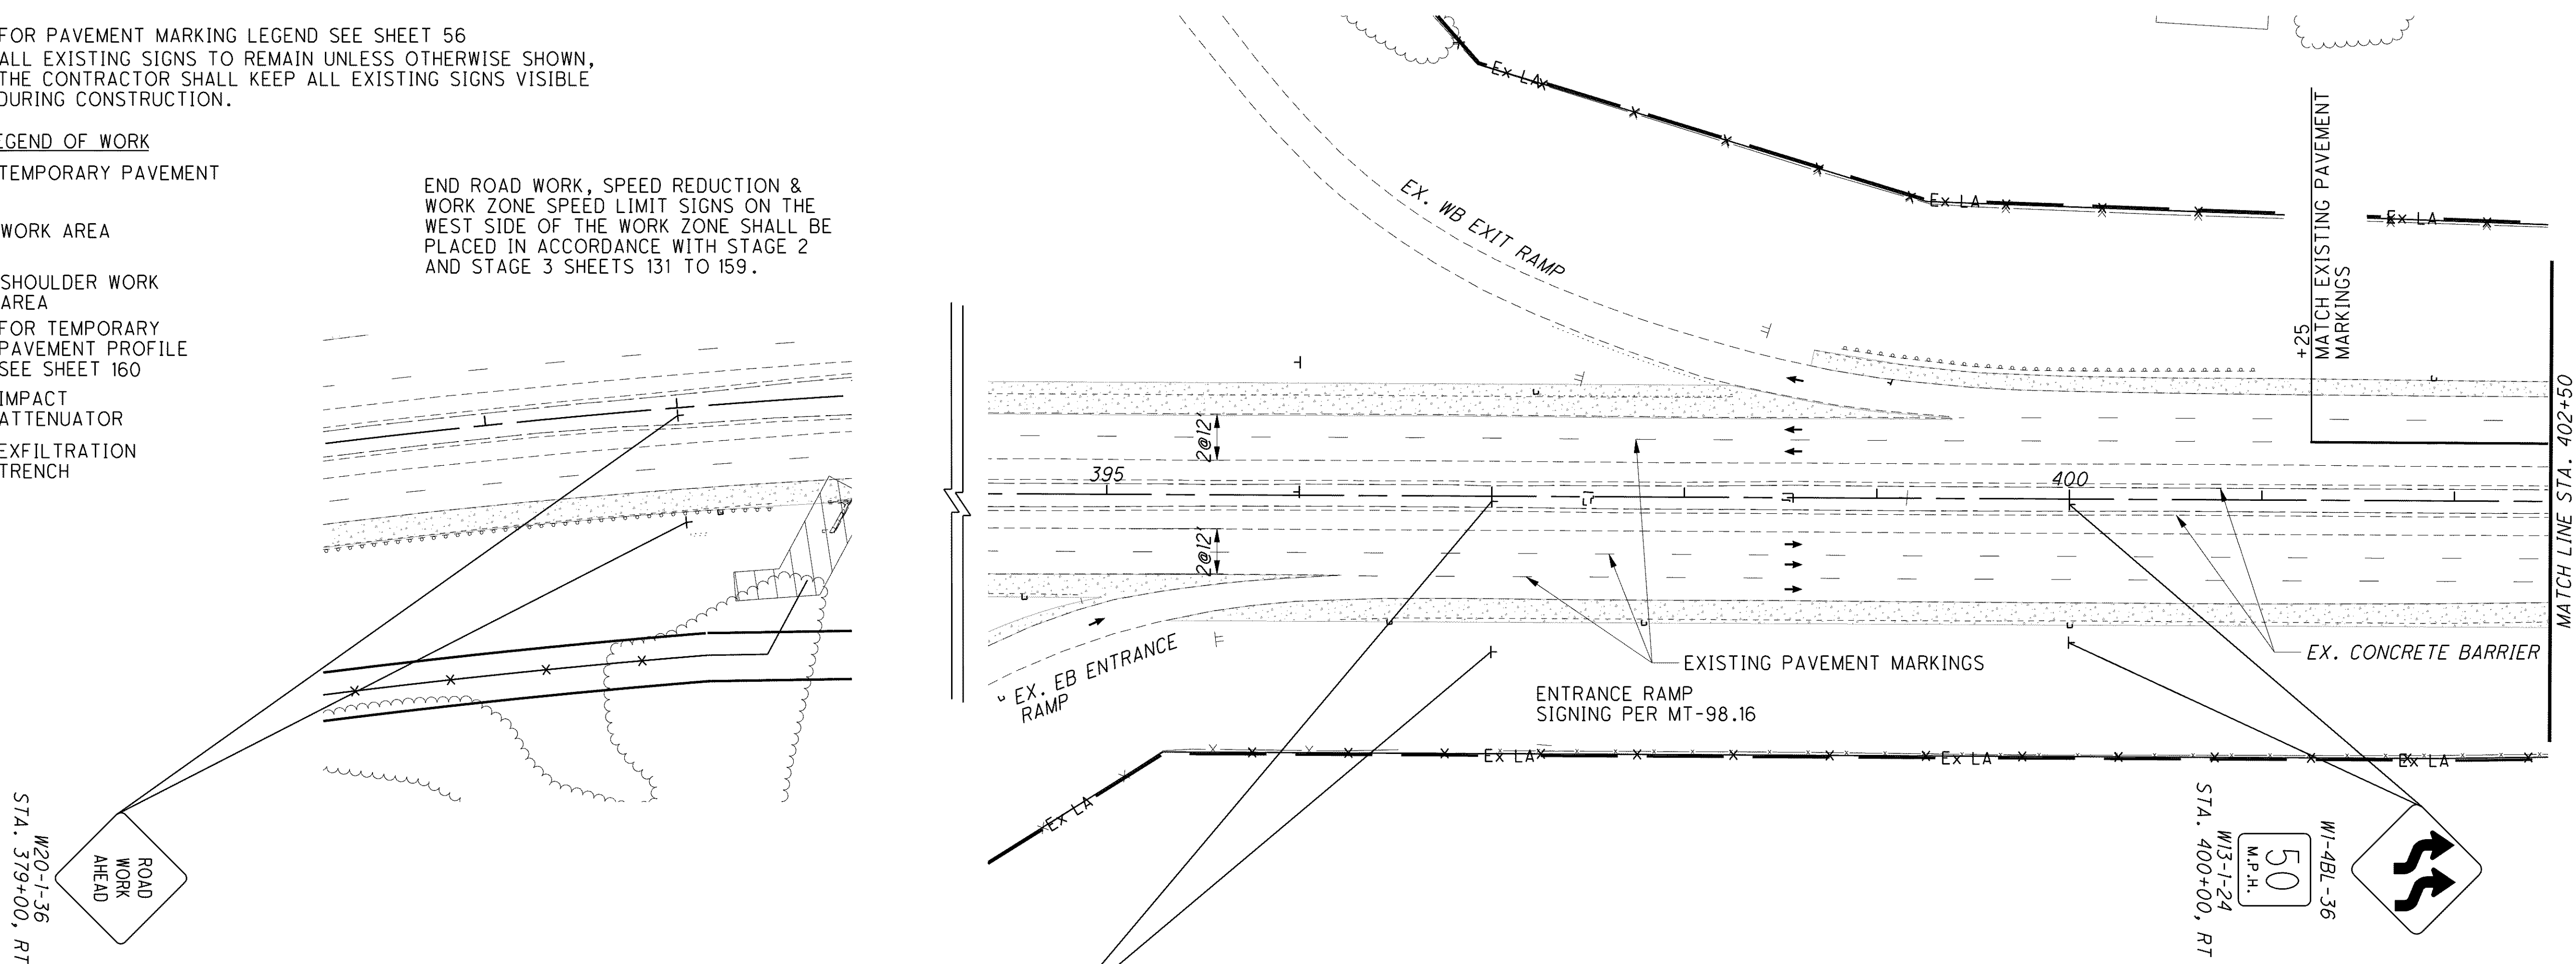 FOR PAVEMENT MARKING LEGEND SEE SHEET 56
ALL EXISTING SIGNS TO REMAIN UNLESS OTHERWISE SHOWN,
THE CONTRACTOR SHALL KEEP ALL EXISTING SIGNS VISIBLE
DURING CONSTRUCTION.
EGEND OF WORK
TEMPORARY PAVEMENT
WORK AREA
SHOULDER WORK
AREA
FOR TEMPORARY
PAVEMENT PROFILE
SEE SHEET 160
IMPACT
ATTENUATOR
EXFILTRATION
TRENCH
END ROAD WORK, SPEED REDUCTION &
WORK ZONE SPEED LIMIT SIGNS ON THE
WEST SIDE OF THE WORK ZONE SHALL BE
PLACED IN ACCORDANCE WITH STAGE 2
AND STAGE 3 SHEETS 131 TO 159.
Ex LA
Ex LA
Ex LA
EX. WB EXIT RAMP
+25
MATCH EXISTING PAVEMENT
MARKINGS
2@12'
395
400
2@12'
MATCH LINE STA. 402+50
EX. EB ENTRANCE
RAMP
EXISTING PAVEMENT MARKINGS
EX. CONCRETE BARRIER
ENTRANCE RAMP
SIGNING PER MT-98.16
Ex LA
Ex LA
Ex LA
Ex LA
ROAD
WORK
AHEAD
W20-1-36
STA. 379+00, RT
W1-4BL-36
50
M.P.H.
W13-1-24
STA. 400+00, RT